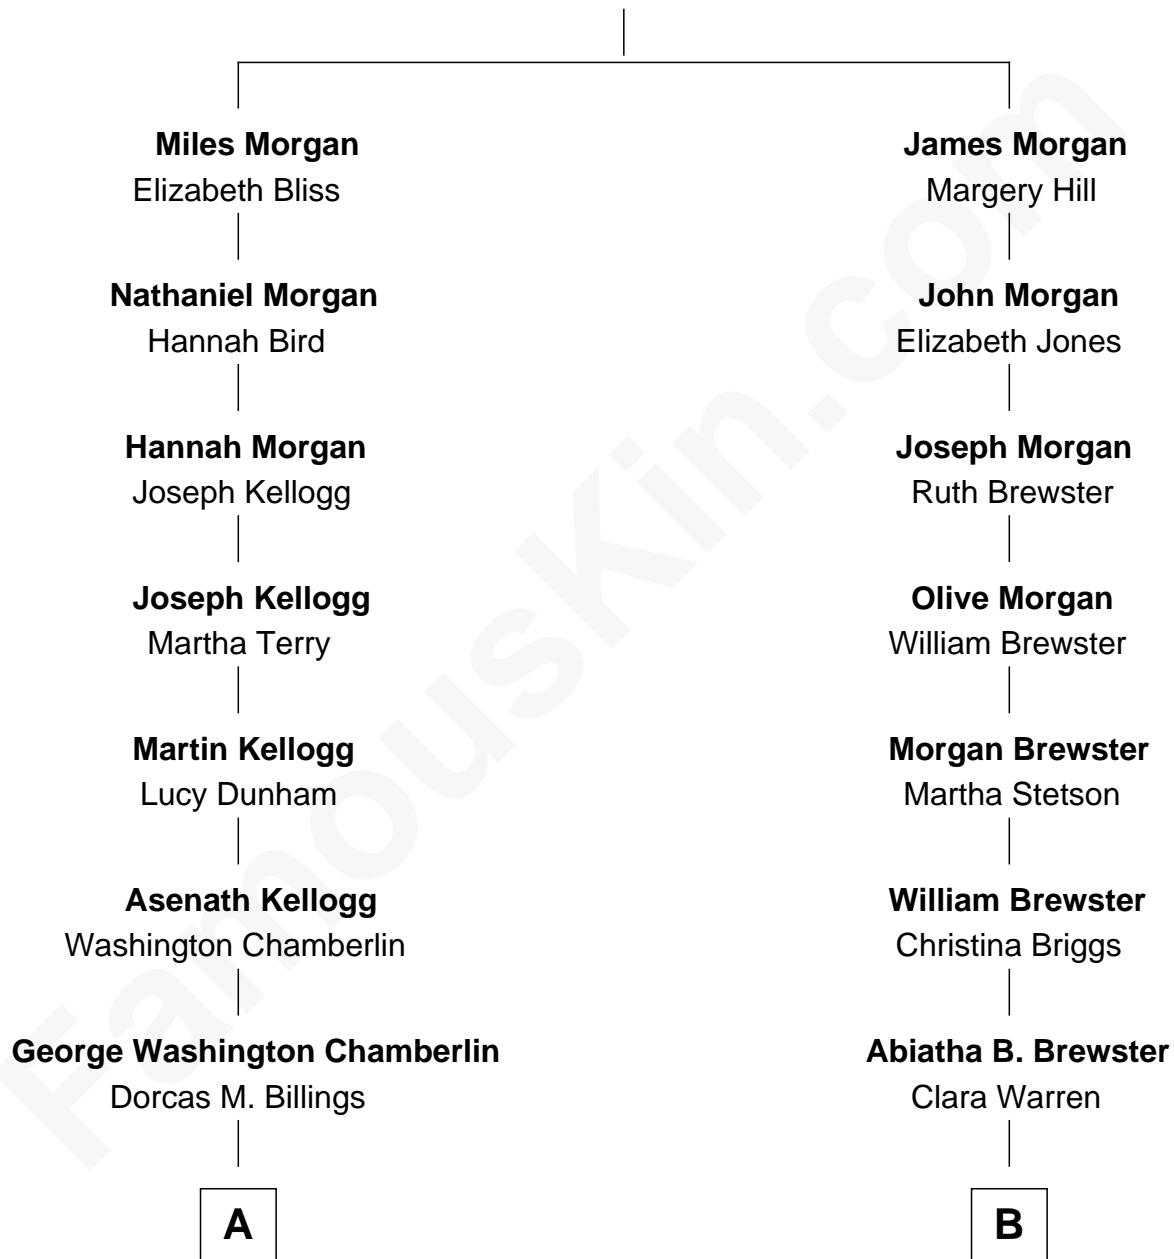 Miles Morgan
Elizabeth Bliss
Nathaniel Morgan
Hannah Bird
Hannah Morgan
Joseph Kellogg
Joseph Kellogg
Martha Terry
Martin Kellogg
Lucy Dunham
Asenath Kellogg
Washington Chamberlin
George Washington Chamberlin
Dorcas M. Billings
A
James Morgan
Margery Hill
John Morgan
Elizabeth Jones
Joseph Morgan
Ruth Brewster
Olive Morgan
William Brewster
Morgan Brewster
Martha Stetson
William Brewster
Christina Briggs
Abiatha B. Brewster
Clara Warren
B
FamousKin.com